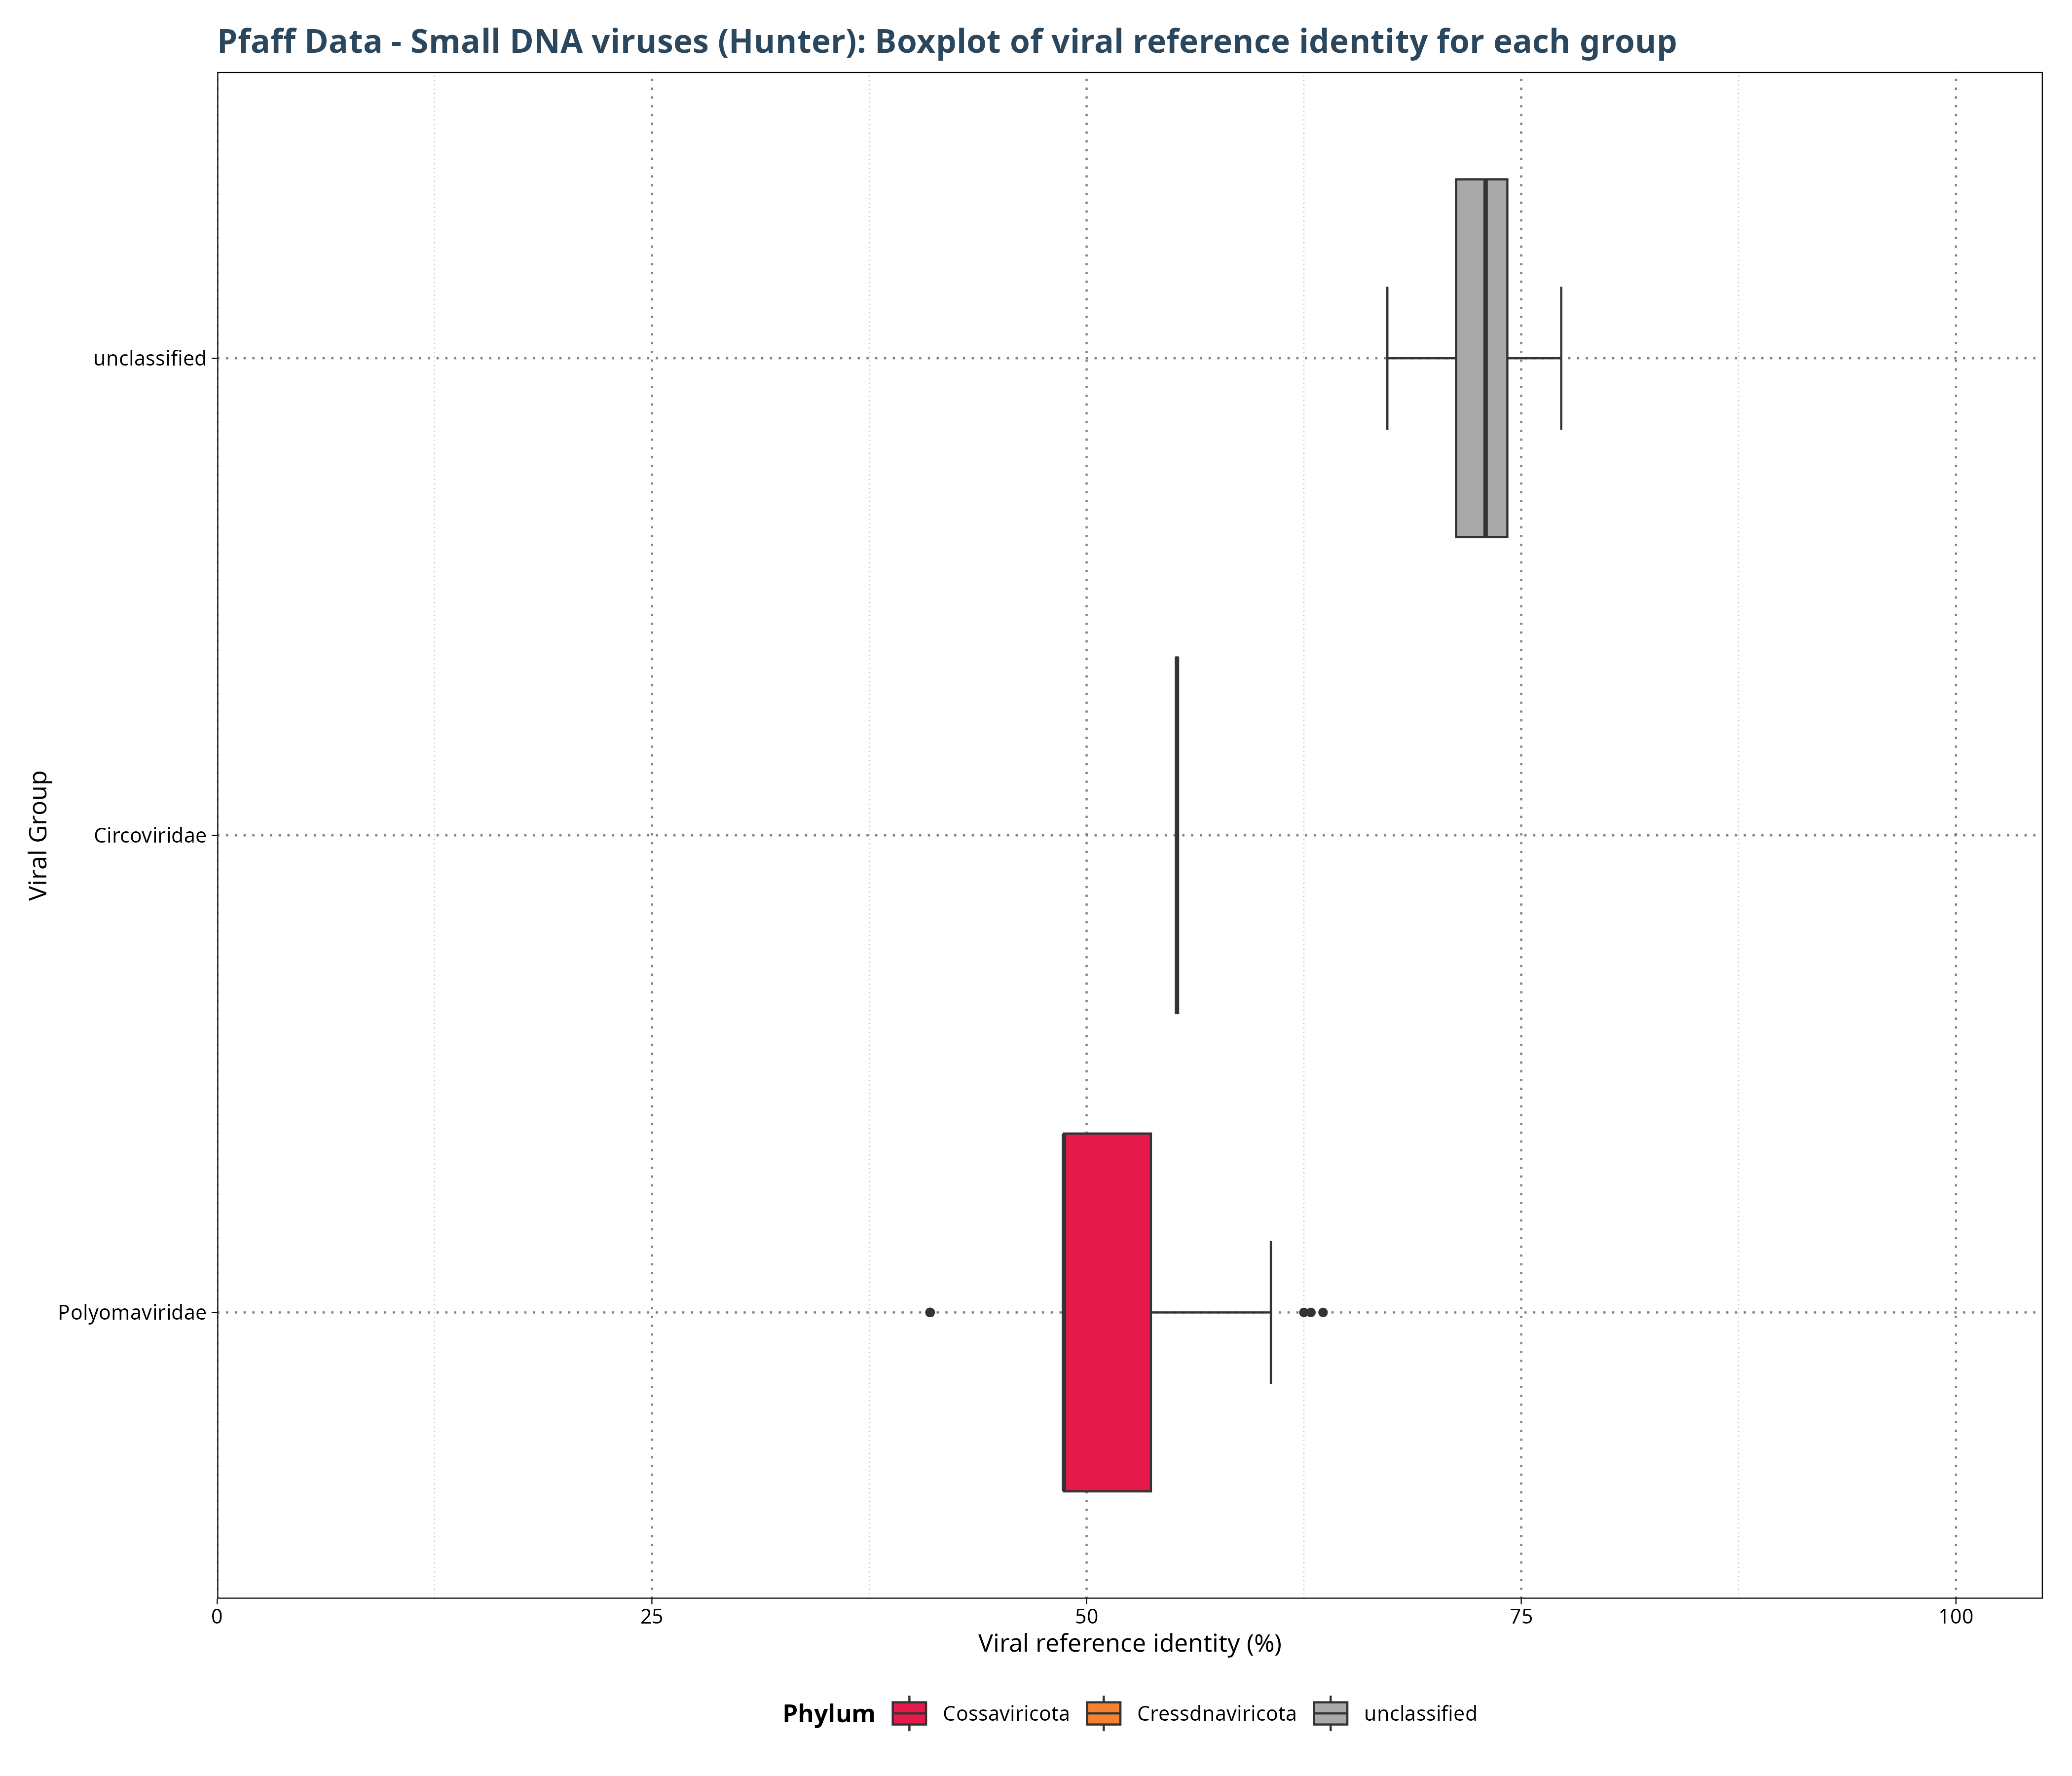 Pfaff Data - Small DNA viruses (Hunter): Boxplot of viral reference identity for each group
Viral Group
unclassified
Circoviridae
Polyomaviridae
0 25 50 75 100
Viral reference identity (%)
Phylum Cossaviricota Cressdnaviricota unclassified